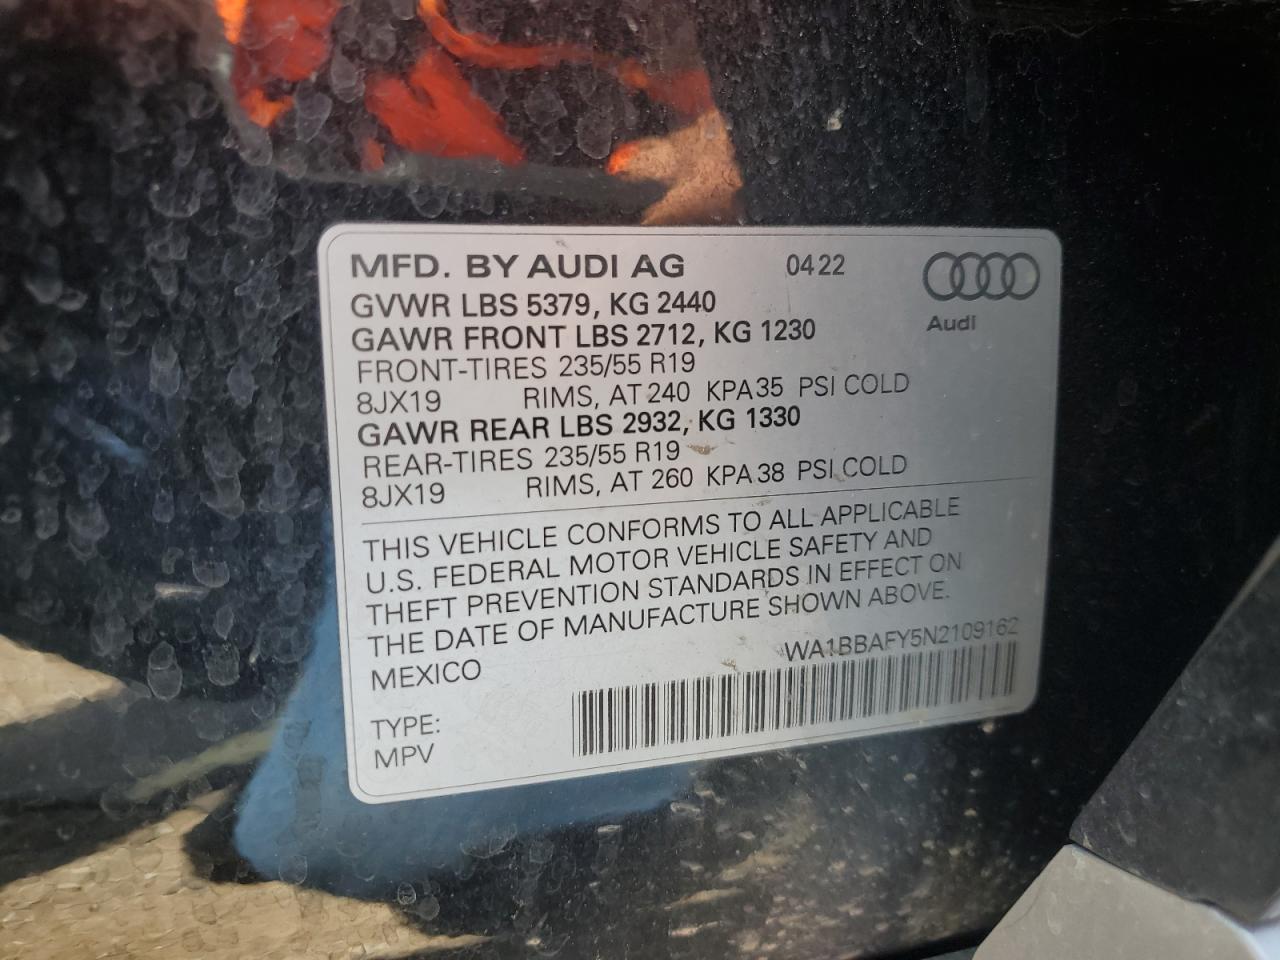 MFD. BY AUDI AG 0422
GVWR LBS 5379, KG 2440
GAWR FRONT LBS 2712, KG 1230
Audi
FRONT-TIRES 235/55 R19
8JX19 RIMS, AT 240 KPA 35 PSI COLD
GAWR REAR LBS 2932, KG 1330
REAR-TIRES 235/55 R19
8JX19 RIMS, AT 260 KPA 38 PSI COLD
THIS VEHICLE CONFORMS TO ALL APPLICABLE
U.S. FEDERAL MOTOR VEHICLE SAFETY AND
THEFT PREVENTION STANDARDS IN EFFECT ON
THE DATE OF MANUFACTURE SHOWN ABOVE.
MEXICO WA1BBAFY5N2109162
TYPE:
MPV